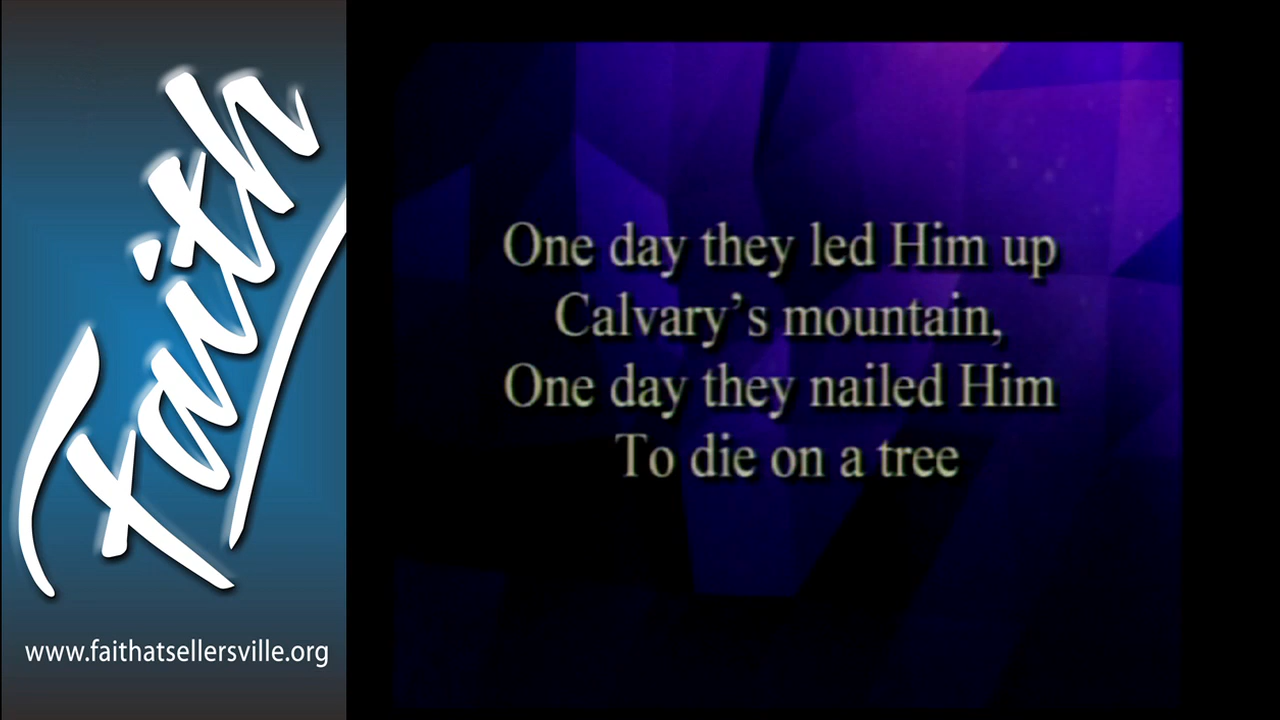 Faith
www.faithatsellersville.org
One day they led Him up
Calvary’s mountain,
One day they nailed Him
To die on a tree